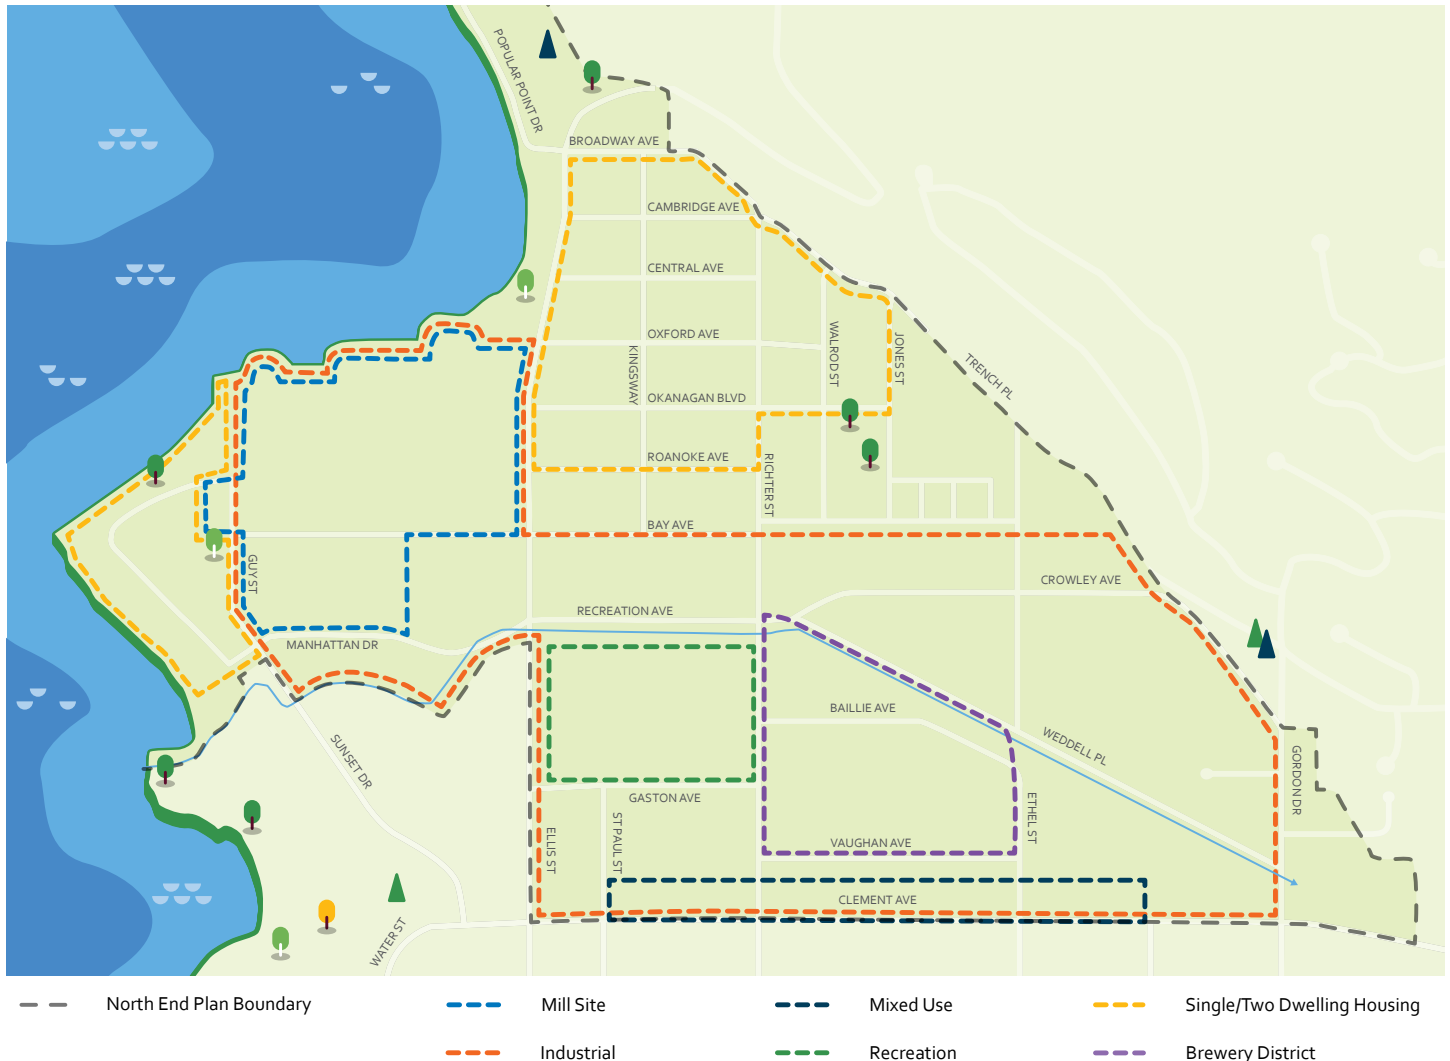 POPULAR POINT DR
BROADWAY AVE
CAMBRIDGE AVE
CENTRAL AVE
OXFORD AVE
KINGSWAY
WALROD ST
JONES ST
TRENCH PL
OKANAGAN BLVD
ROANOKE AVE
RICHTER ST
BAY AVE
GUY ST
CROWLEY AVE
RECREATION AVE
MANHATTAN DR
BAILLIE AVE
WEDDELL PL
SUNSET DR
GORDON DR
GASTON AVE
ELLIS ST
ST PAUL ST
ETHEL ST
VAUGHAN AVE
CLEMENT AVE
WATER ST
North End Plan Boundary
Mill Site
Mixed Use
Single/Two Dwelling Housing
Industrial
Recreation
Brewery District